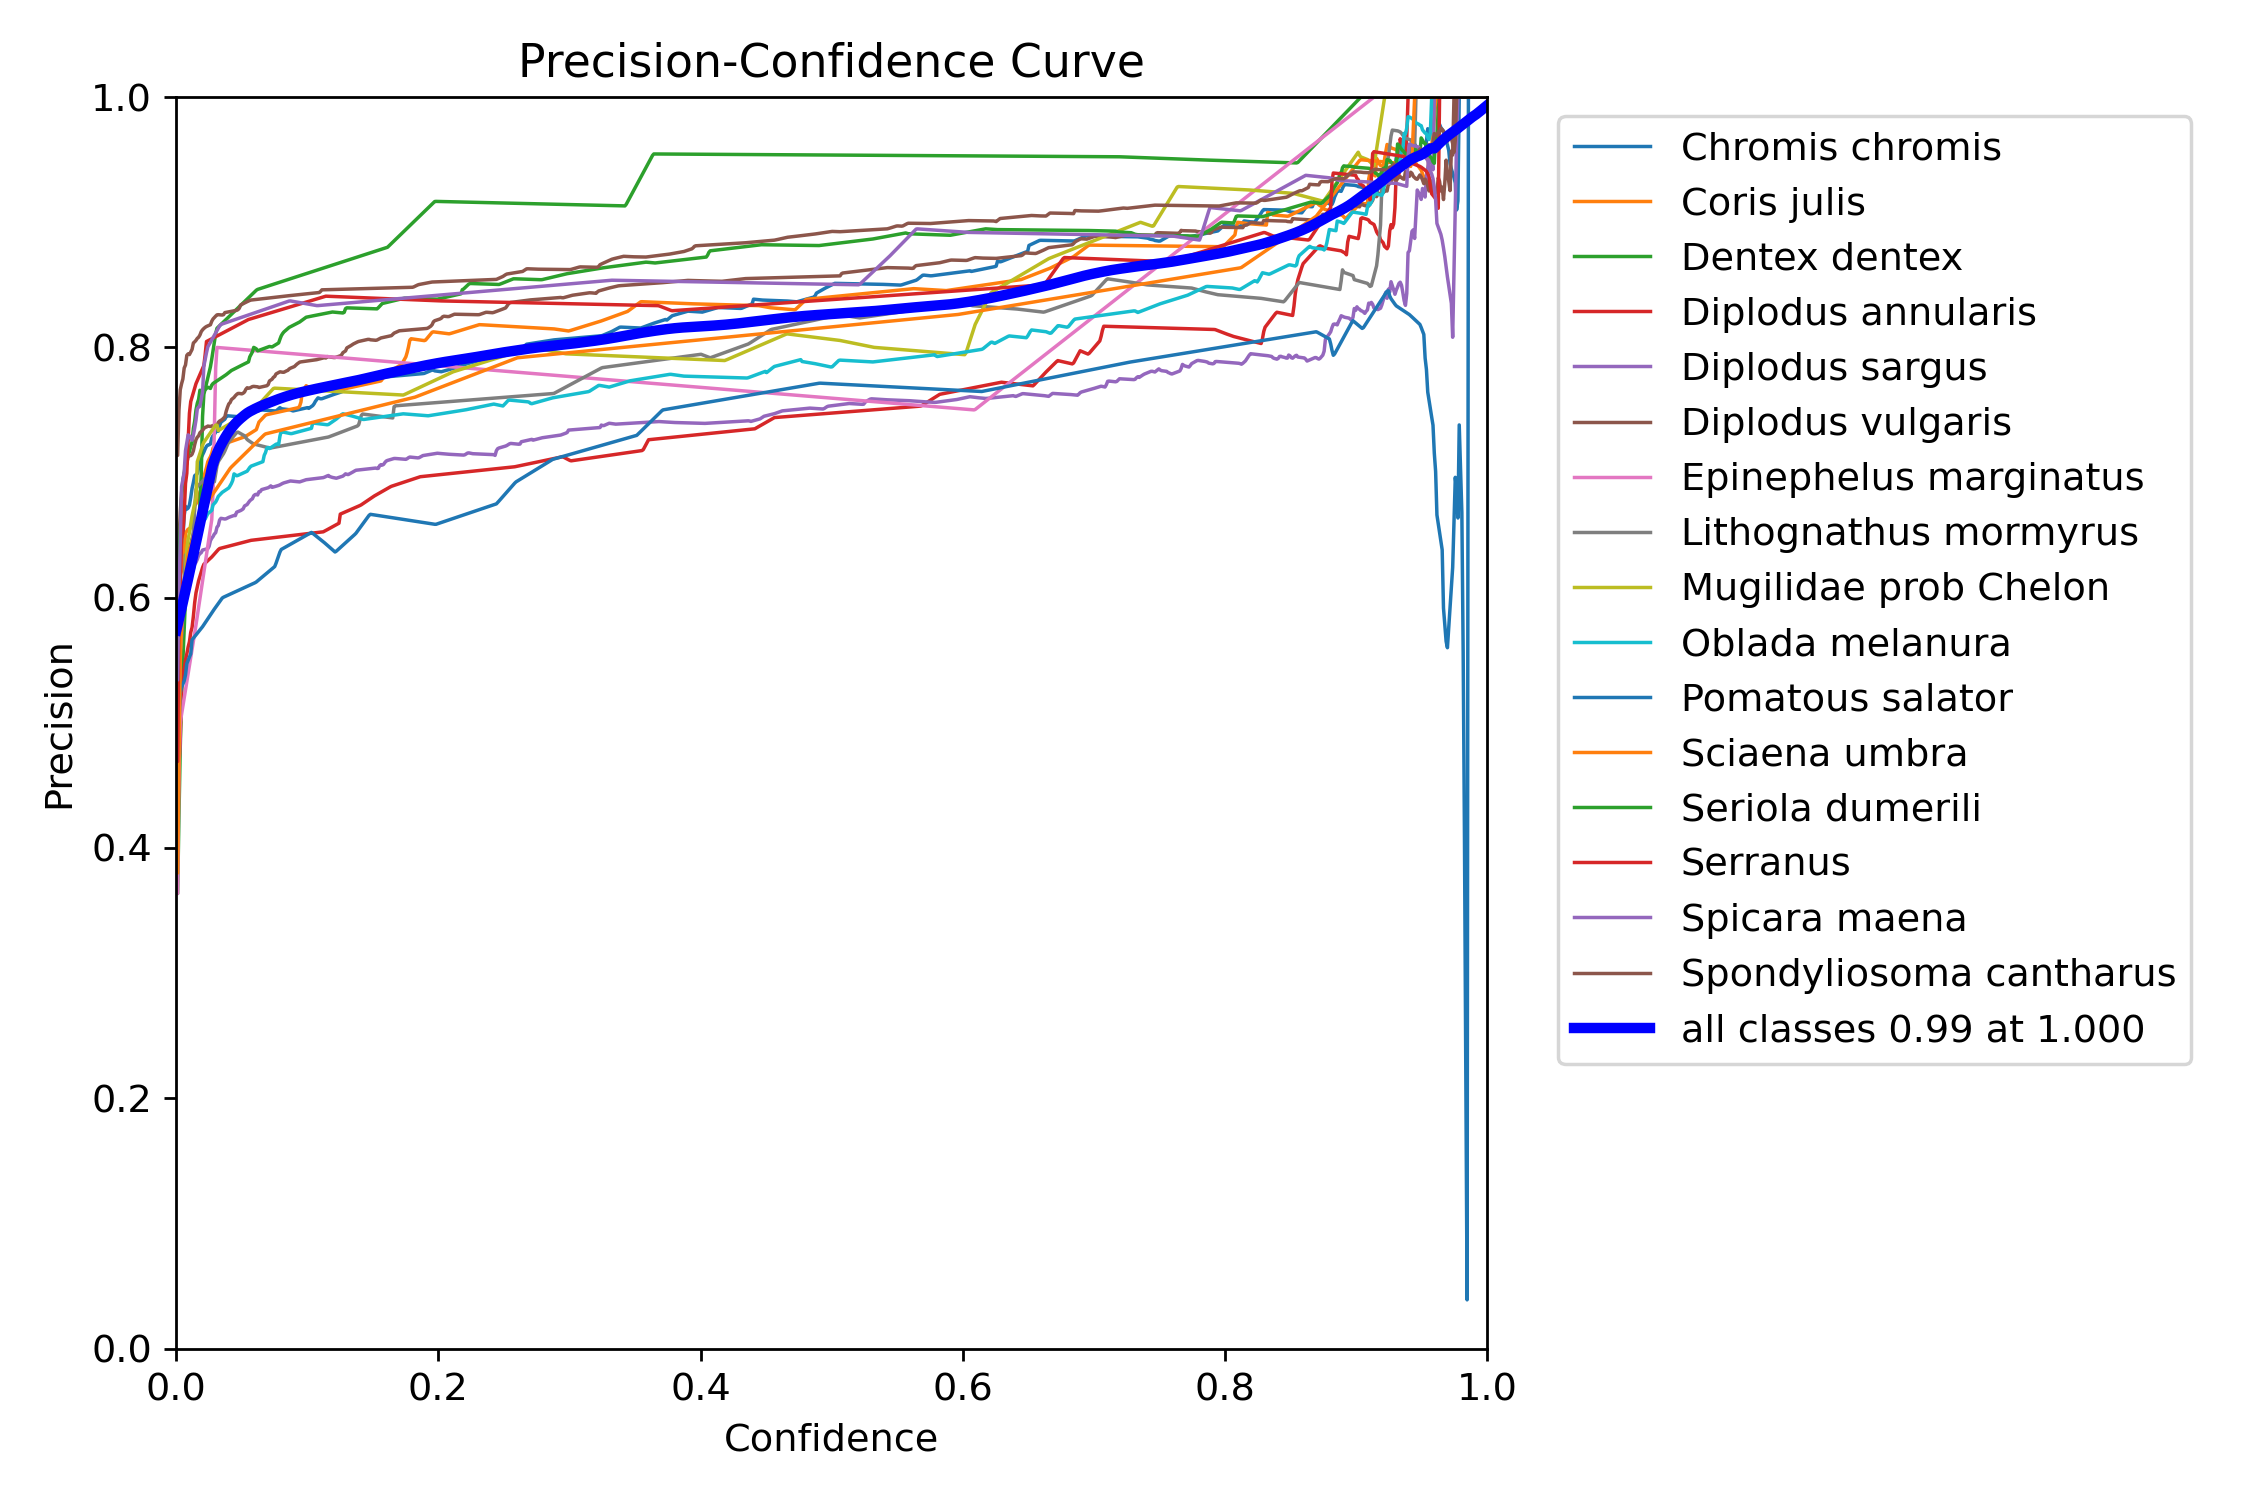 Precision-Confidence Curve
1.0
0.8
0.6
0.4
0.2
0.0
Precision
0.0 0.2 0.4 0.6 0.8 1.0
Confidence
Chromis chromis
Coris julis
Dentex dentex
Diplodus annularis
Diplodus sargus
Diplodus vulgaris
Epinephelus marginatus
Lithognathus mormyrus
Mugilidae prob Chelon
Oblada melanura
Pomatous salator
Sciaena umbra
Seriola dumerili
Serranus
Spicara maena
Spondyliosoma cantharus
all classes 0.99 at 1.000